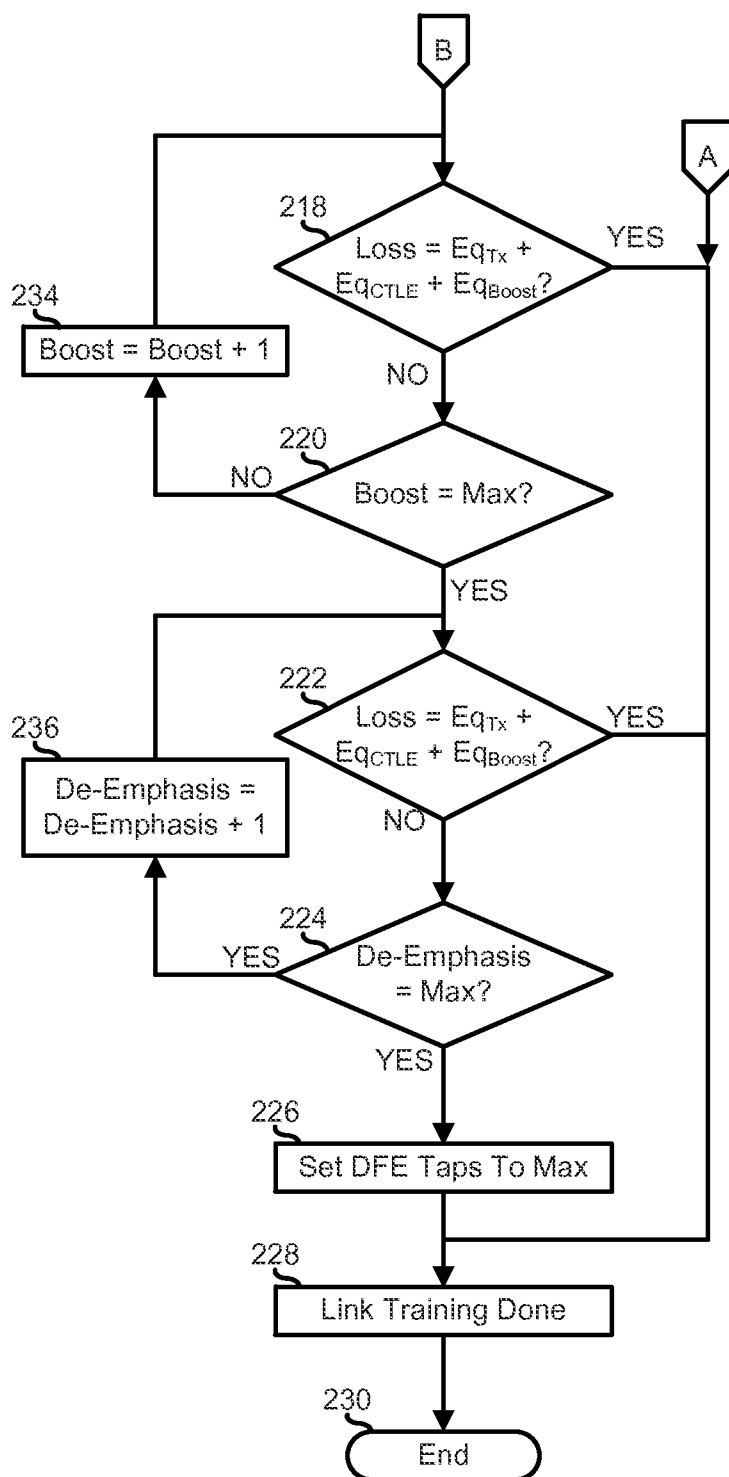 B
A
218
Loss = EqTx +
EqCTLE + EqBoost?
YES
234
Boost = Boost + 1
NO
220
NO
Boost = Max?
YES
222
Loss = EqTx +
EqCTLE + EqBoost?
YES
236
De-Emphasis =
De-Emphasis + 1
NO
224
YES
De-Emphasis
= Max?
YES
226
Set DFE Taps To Max
228
Link Training Done
230
End